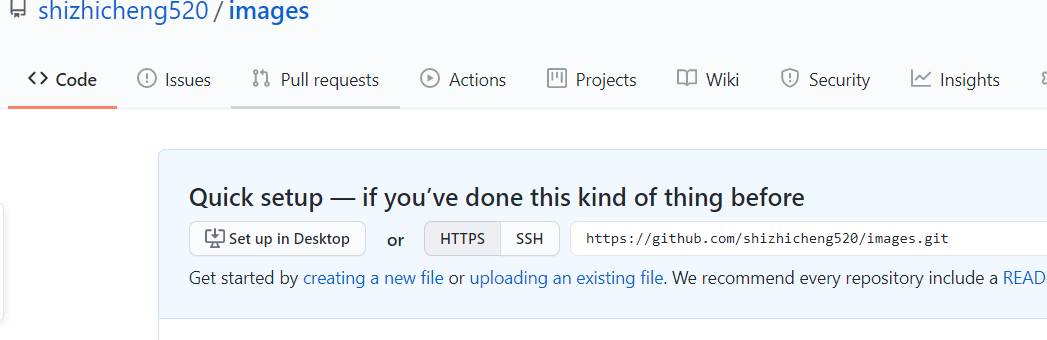 shizhicheng520 / images
Code Issues Pull requests Actions Projects Wiki Security Insights
Quick setup — if you’ve done this kind of thing before
Set up in Desktop or HTTPS SSH https://github.com/shizhicheng520/images.git
Get started by creating a new file or uploading an existing file. We recommend every repository include a READ